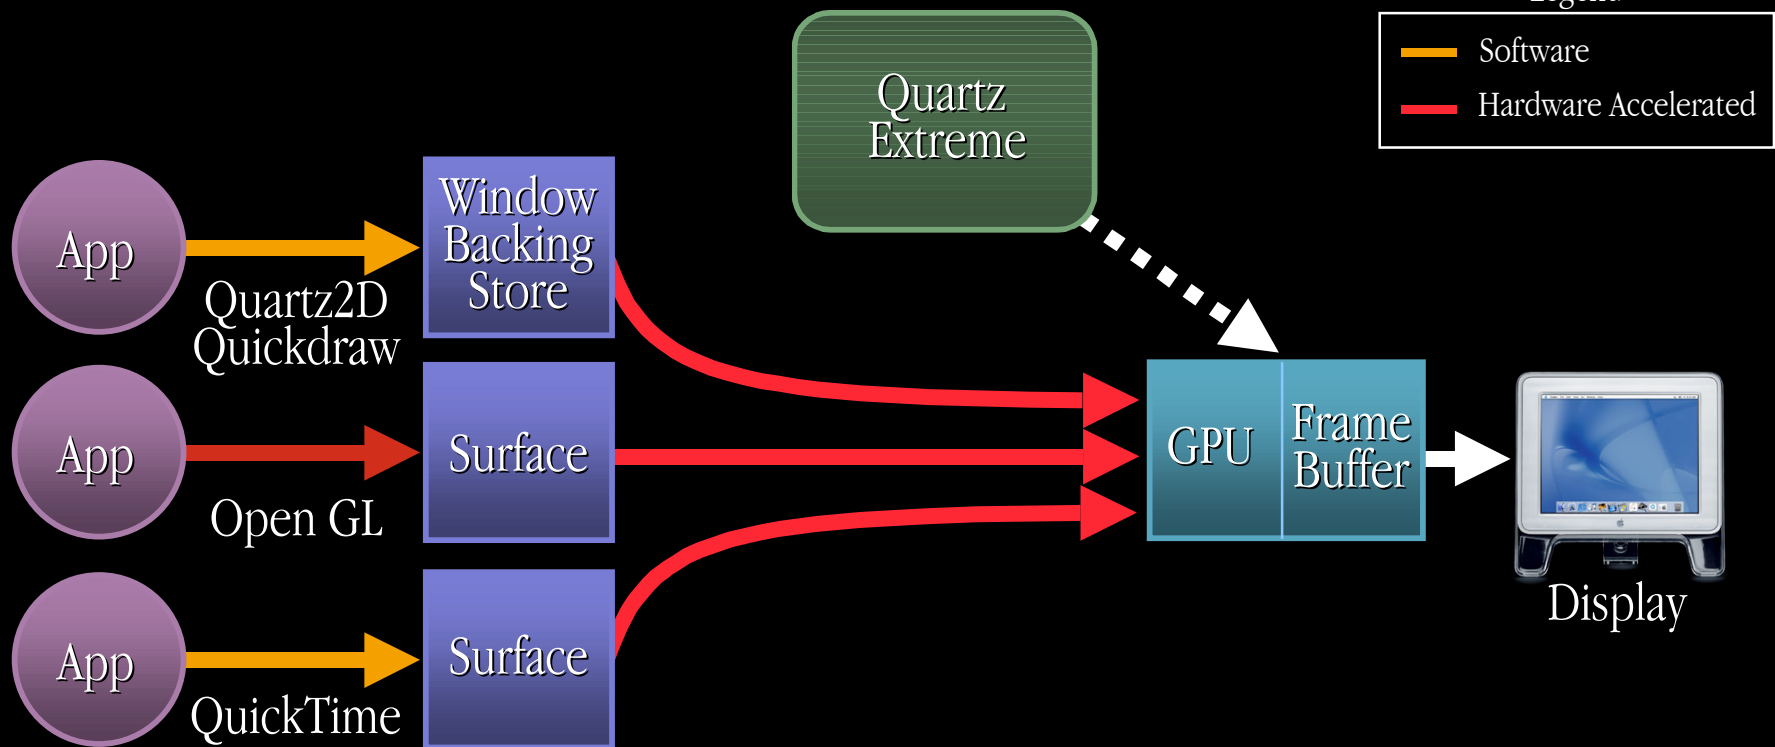 Legend
Software
Hardware Accelerated
Quartz
Extreme
App
Quartz2D
Quickdraw
Window
Backing
Store
App
Open GL
Surface
App
QuickTime
Surface
GPU
Frame
Buffer
Display